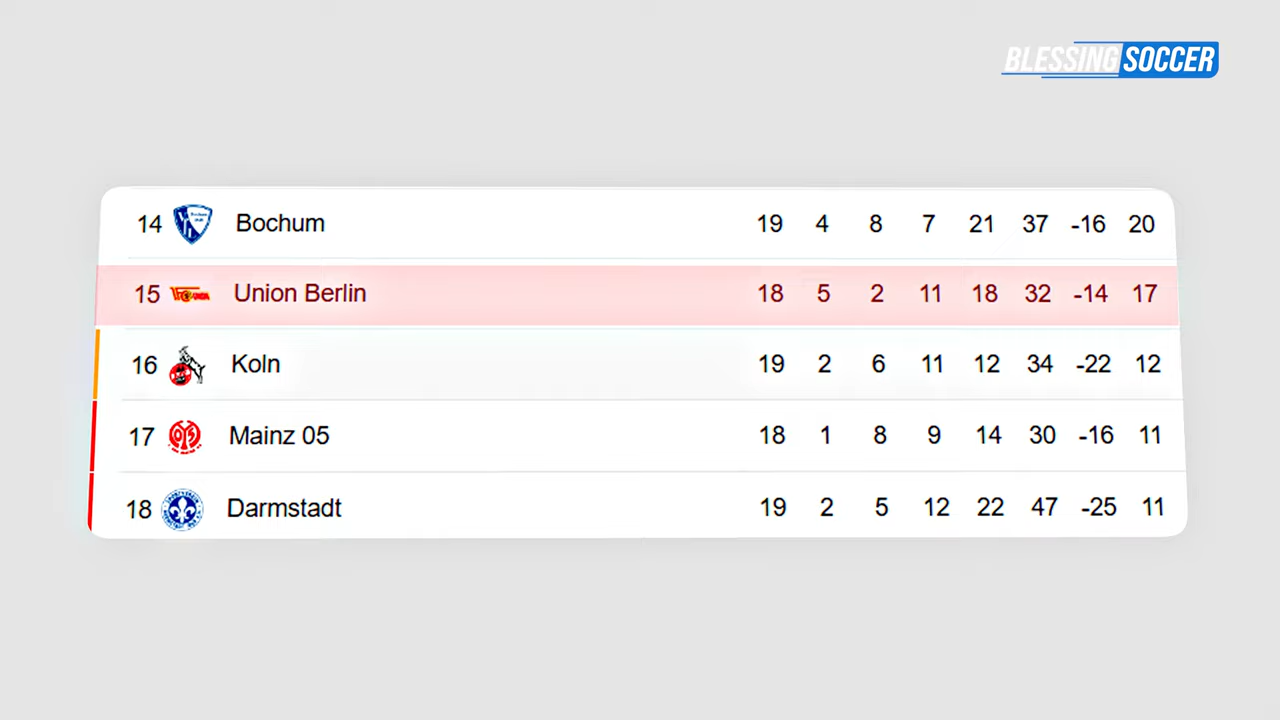 BLESSING SOCCER
14 Bochum 19 4 8 7 21 37 -16 20
15 Union Berlin 18 5 2 11 18 32 -14 17
16 Koln 19 2 6 11 12 34 -22 12
17 Mainz 05 18 1 8 9 14 30 -16 11
18 Darmstadt 19 2 5 12 22 47 -25 11